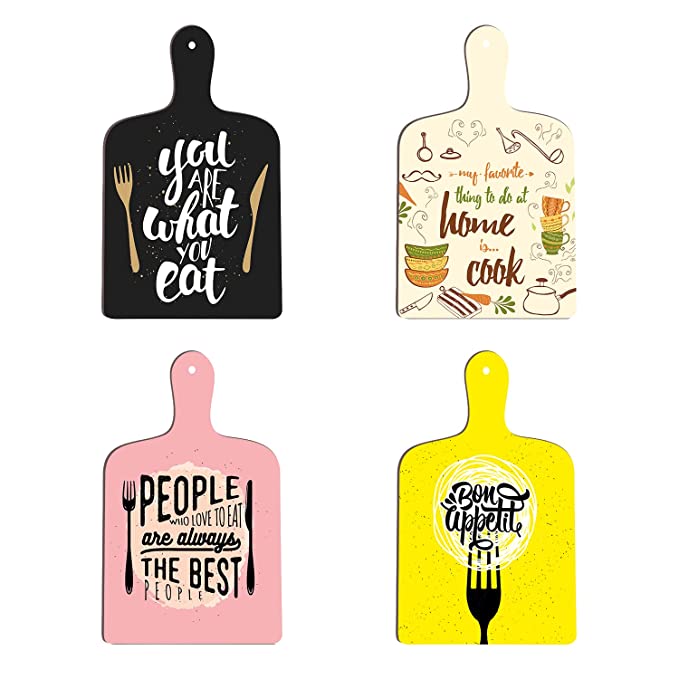 you
ARE
what
you
eat
my favorite
thing to do at
home
is...
cook
PEOPLE
WHO LOVE TO EAT
are always
THE BEST
PEOPLE
Bon
appetit